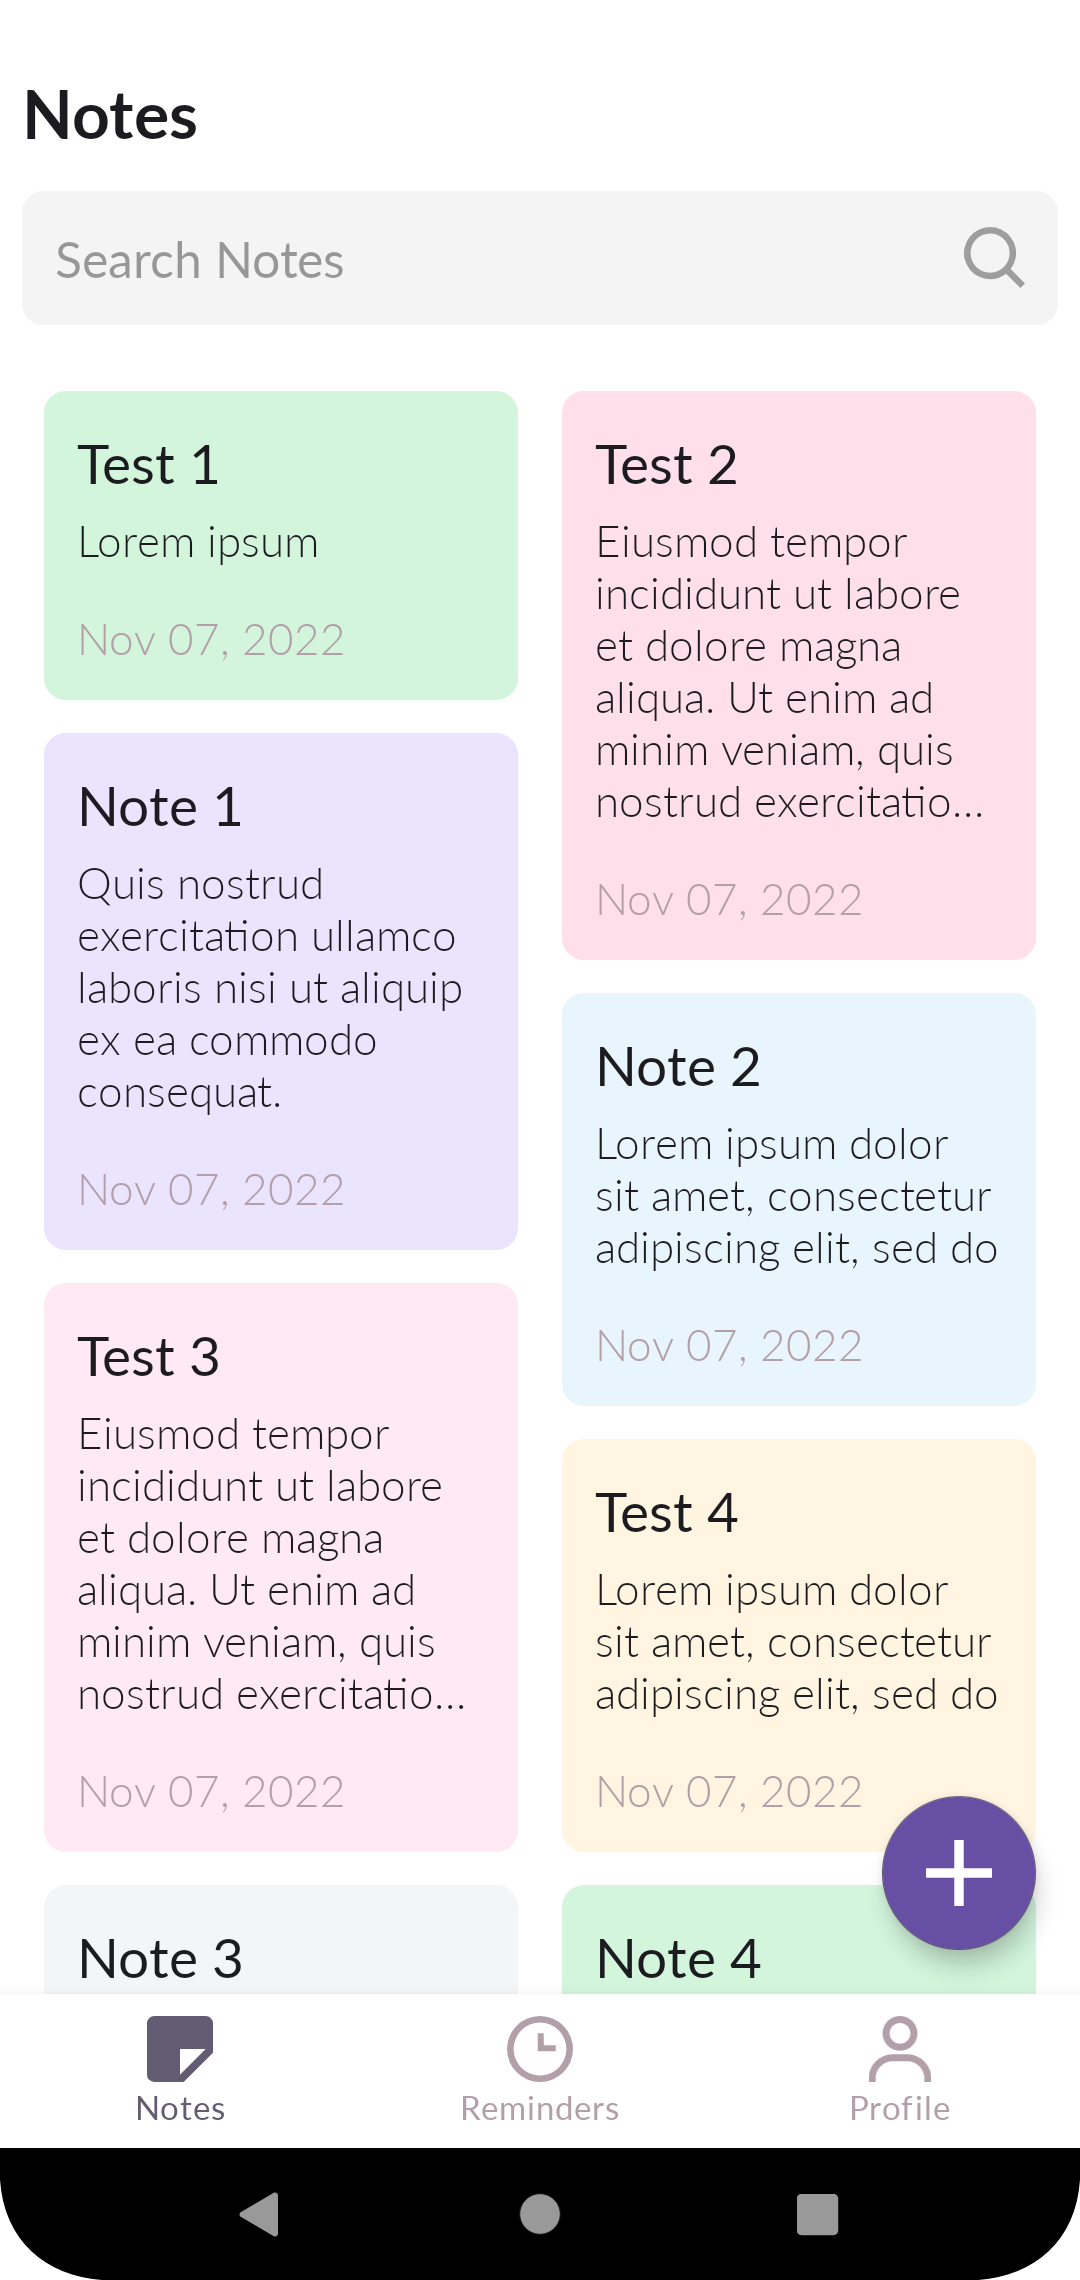 Notes
Search Notes
Test 1
Lorem ipsum
Nov 07, 2022
Test 2
Eiusmod tempor
incididunt ut labore
et dolore magna
aliqua. Ut enim ad
minim veniam, quis
nostrud exercitatio...
Nov 07, 2022
Note 1
Quis nostrud
exercitation ullamco
laboris nisi ut aliquip
ex ea commodo
consequat.
Nov 07, 2022
Note 2
Lorem ipsum dolor
sit amet, consectetur
adipiscing elit, sed do
Nov 07, 2022
Test 3
Eiusmod tempor
incididunt ut labore
et dolore magna
aliqua. Ut enim ad
minim veniam, quis
nostrud exercitatio...
Nov 07, 2022
Test 4
Lorem ipsum dolor
sit amet, consectetur
adipiscing elit, sed do
Nov 07, 2022
Note 3
Note 4
Notes
Reminders
Profile